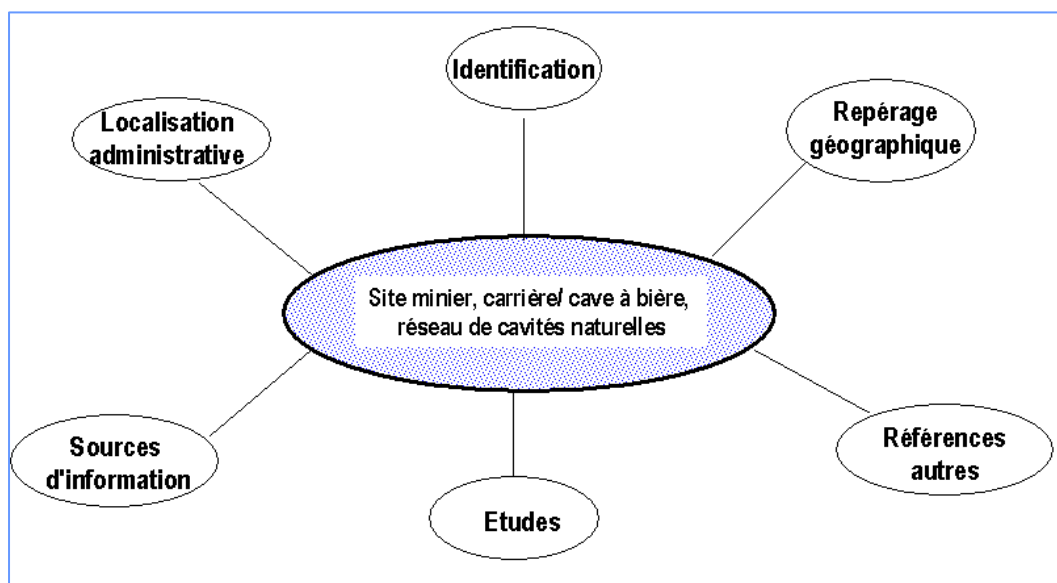 Identification
Localisation
administrative
Repérage
géographique
Site minier, carrière/ cave à bière,
réseau de cavités naturelles
Sources
d'information
Références
autres
Etudes